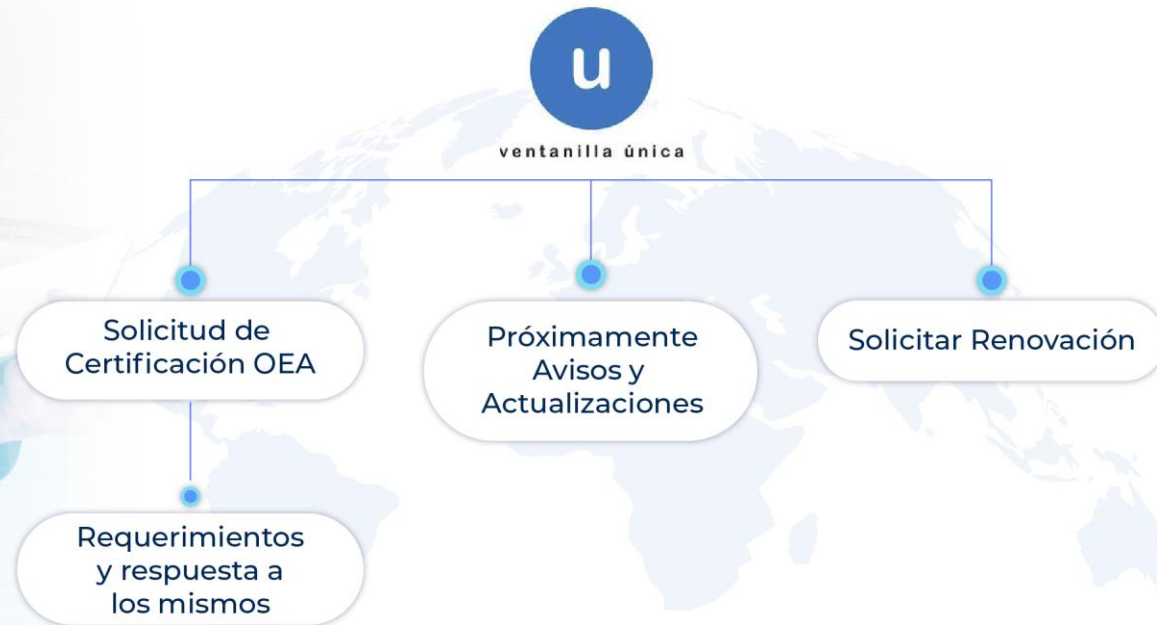 u
ventanilla única
Solicitud de
Certificación OEA
Próximamente
Avisos y
Actualizaciones
Solicitar Renovación
Requerimientos
y respuesta a
los mismos